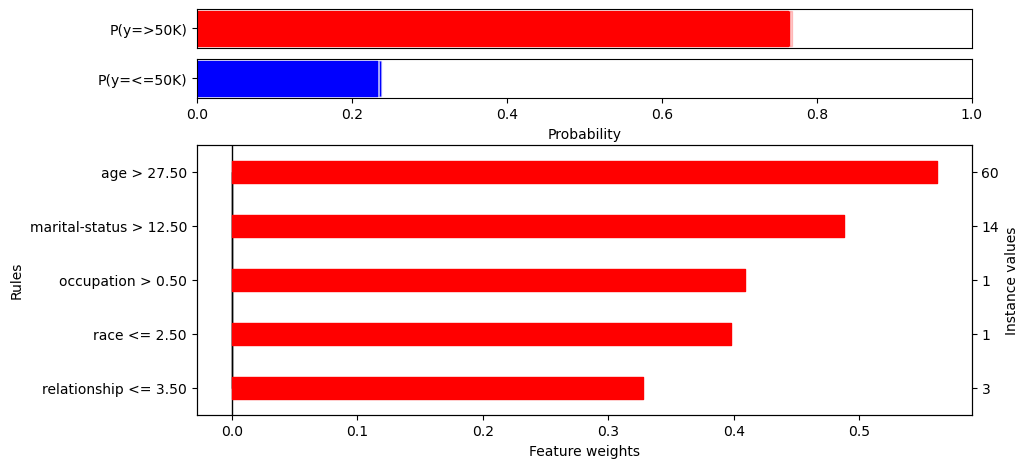 P(y=>50K)
P(y=<=50K)
0.0 0.2 0.4 0.6 0.8 1.0
Probability
Rules
age > 27.50 60
marital-status > 12.50 14
occupation > 0.50 1
race <= 2.50 1
relationship <= 3.50 3
Instance values
0.0 0.1 0.2 0.3 0.4 0.5
Feature weights